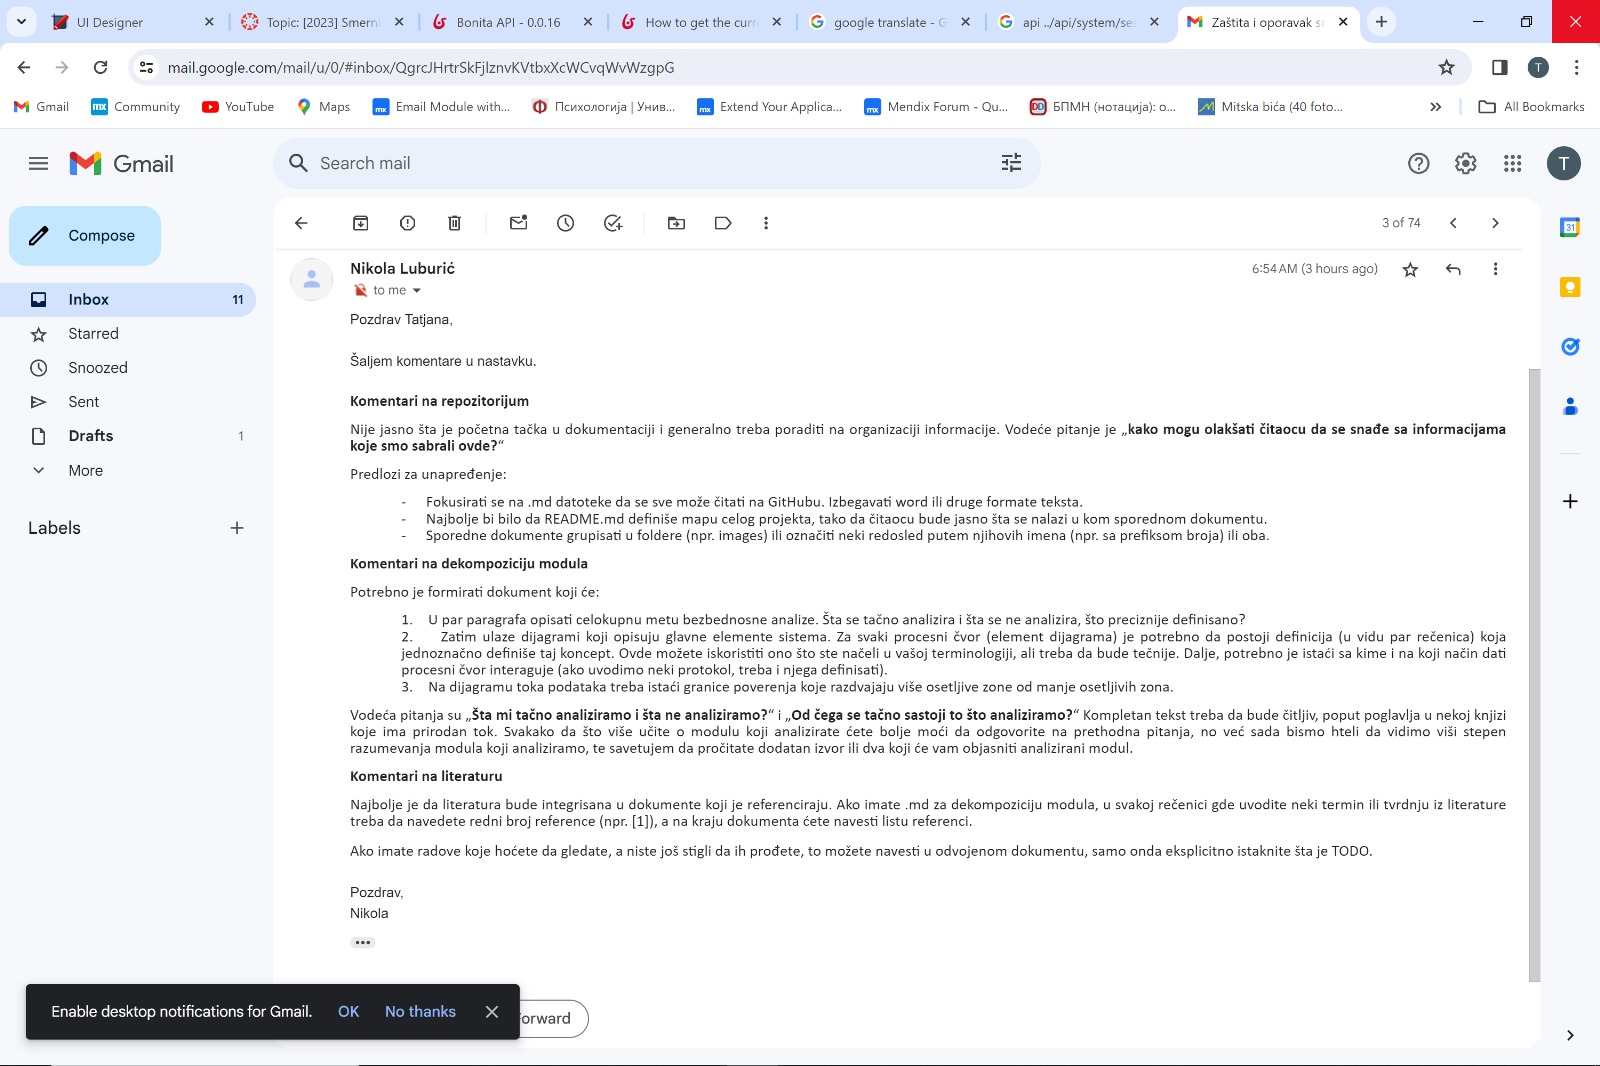 UI Designer
Topic: [2023] Smerni
Bonita API - 0.0.16
How to get the curr
google translate - G
api ../api/system/ses
Zaštita i oporavak so
mail.google.com/mail/u/0/#inbox/QgrcJHrtrSkFjlznvKVtbxXcWCvqWvWzgpG
T
Gmail
Community
YouTube
Maps
Email Module with...
Психологија | Унив...
Extend Your Applica...
Mendix Forum - Qu...
БПМН (нотација): о...
Mitska bića (40 foto...
All Bookmarks
Gmail
Search mail
T
Compose
3 of 74
Inbox 11
Starred
Snoozed
Sent
Drafts 1
More
Labels
Nikola Luburić
6:54 AM (3 hours ago)
to me
Pozdrav Tatjana,
Šaljem komentare u nastavku.
Komentari na repozitorijum
Nije jasno šta je početna tačka u dokumentaciji i generalno treba poraditi na organizaciji informacije. Vodeće pitanje je „kako mogu olakšati čitaocu da se snađe sa informacijama
koje smo sabrali ovde?“
Predlozi za unapređenje:
- Fokusirati se na .md datoteke da se sve može čitati na GitHubu. Izbegavati word ili druge formate teksta.
- Najbolje bi bilo da README.md definiše mapu celog projekta, tako da čitaocu bude jasno šta se nalazi u kom sporednom dokumentu.
- Sporedne dokumente grupisati u foldere (npr. images) ili označiti neki redosled putem njihovih imena (npr. sa prefiksom broja) ili oba.
Komentari na dekompoziciju modula
Potrebno je formirati dokument koji će:
1. U par paragrafa opisati celokupnu metu bezbednosne analize. Šta se tačno analizira i šta se ne analizira, što preciznije definisano?
2. Zatim ulaze dijagrami koji opisuju glavne elemente sistema. Za svaki procesni čvor (element dijagrama) je potrebno da postoji definicija (u vidu par rečenica) koja
jednoznačno definiše taj koncept. Ovde možete iskoristiti ono što ste načeli u vašoj terminologiji, ali treba da bude tečnije. Dalje, potrebno je istaći sa kime i na koji način dati
procesni čvor interaguje (ako uvodimo neki protokol, treba i njega definisati).
3. Na dijagramu toka podataka treba istaći granice poverenja koje razdvajaju više osetljive zone od manje osetljivih zona.
Vodeća pitanja su „Šta mi tačno analiziramo i šta ne analiziramo?“ i „Od čega se tačno sastoji to što analiziramo?“ Kompletan tekst treba da bude čitljiv, poput poglavlja u nekoj knjizi
koje ima prirodan tok. Svakako da što više učite o modulu koji analizirate ćete bolje moći da odgovorite na prethodna pitanja, no već sada bismo hteli da vidimo viši stepen
razumevanja modula koji analiziramo, te savetujem da pročitate dodatan izvor ili dva koji će vam objasniti analizirani modul.
Komentari na literaturu
Najbolje je da literatura bude integrisana u dokumente koji je referenciraju. Ako imate .md za dekompoziciju modula, u svakoj rečenici gde uvodite neki termin ili tvrdnju iz literature
treba da navedete redni broj reference (npr. [1]), a na kraju dokumenta ćete navesti listu referenci.
Ako imate radove koje hoćete da gledate, a niste još stigli da ih prođete, to možete navesti u odvojenom dokumentu, samo onda eksplicitno istaknite šta je TODO.
Pozdrav,
Nikola
Enable desktop notifications for Gmail. OK No thanks
orward